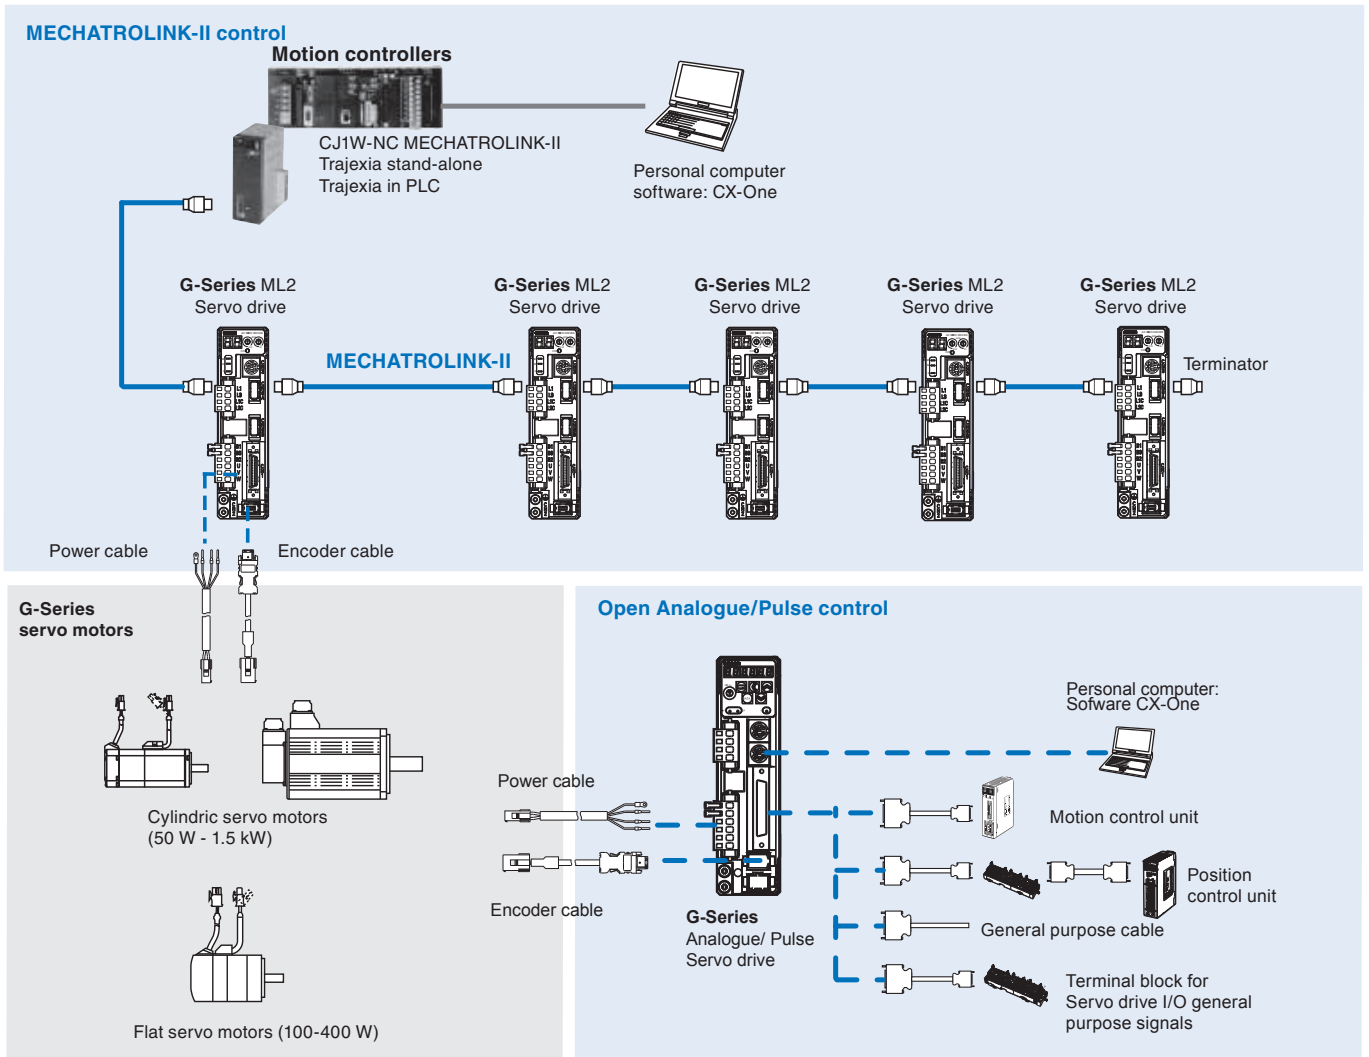 MECHATROLINK-II control
Motion controllers
CJ1W-NC MECHATROLINK-II
Trajexia stand-alone
Trajexia in PLC
Personal computer
software: CX-One
G-Series ML2
Servo drive
G-Series ML2
Servo drive
G-Series ML2
Servo drive
G-Series ML2
Servo drive
G-Series ML2
Servo drive
MECHATROLINK-II
Terminator
Power cable
Encoder cable
G-Series
servo motors
Cylindric servo motors
(50 W - 1.5 kW)
Flat servo motors (100-400 W)
Open Analogue/Pulse control
Personal computer:
Sofware CX-One
Power cable
Encoder cable
G-Series
Analogue/ Pulse
Servo drive
Motion control unit
Position
control unit
General purpose cable
Terminal block for
Servo drive I/O general
purpose signals